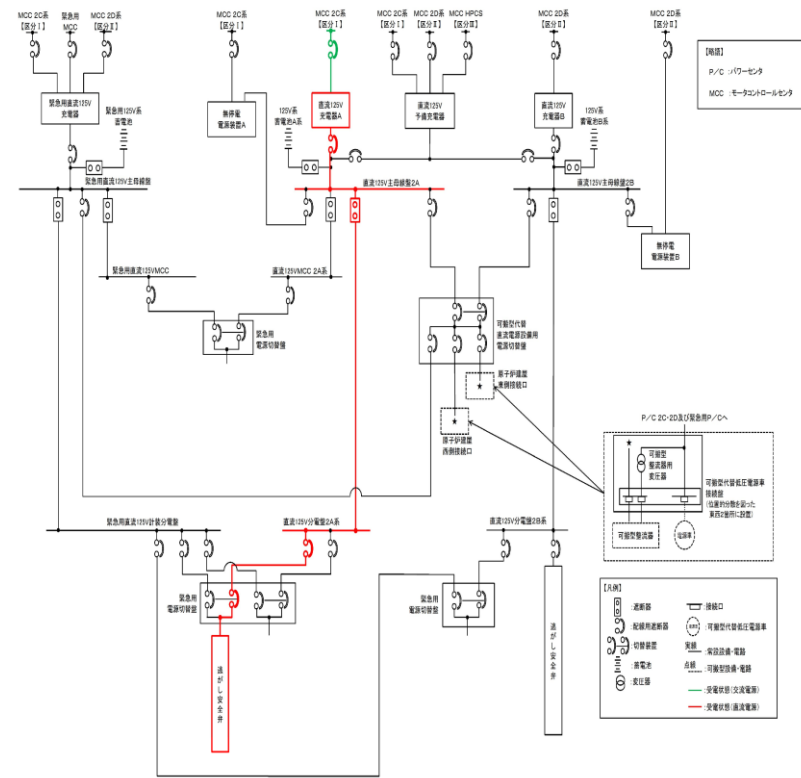 MCC 2C系
【区分Ⅰ】
緊急用
MCC
MCC 2D系
【区分Ⅱ】
MCC 2C系
【区分Ⅰ】
MCC 2C系
【区分Ⅰ】
MCC 2C系
【区分Ⅰ】
MCC 2D系
【区分Ⅱ】
MCC HPCS
【区分Ⅲ】
MCC 2D系
【区分Ⅱ】
MCC 2D系
【区分Ⅱ】
【略語】
P/C :パワーセンタ
MCC :モータコントロールセンタ
緊急用直流125V
充電器
緊急用125V系
蓄電池
無停電
電源装置A
125V系
蓄電池A系
直流125V
充電器A
直流125V
予備充電器
直流125V
充電器B
125V系
蓄電池B系
緊急用直流125V主母線盤
直流125V主母線盤2A
直流125V主母線盤2B
無停電
電源装置B
緊急用直流125VMCC
直流125VMCC 2A系
緊急用
電源切替盤
可搬型代替
直流電源設備用
電源切替盤
原子炉建屋
東側接続口
原子炉建屋
西側接続口
P/C 2C・2D及び緊急用P/Cへ
可搬型
整流器用
変圧器
可搬型代替低圧電源車
接続盤
(位置的分散を図った
東西2箇所に設置)
可搬型整流器
電源車
緊急用直流125V計装分電盤
直流125V分電盤2A系
直流125V分電盤2B系
緊急用
電源切替盤
緊急用
電源切替盤
逃がし安全弁
逃がし安全弁
【凡例】
:遮断器
:接続口
:配線用遮断器
:可搬型代替低圧電源車
:切替装置
実線
:常設設備・電路
:蓄電池
点線
:可搬型設備・電路
:変圧器
:受電状態(交流電源)
:受電状態(直流電源)